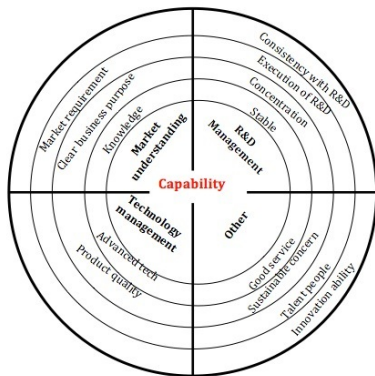 Market requirement
Clear business purpose
Knowledge
Market
understanding
Consistency with R&D
Execution of R&D
Concentration
Stable
R&D
Management
Capability
Technology
management
Advanced tech
Product quality
Other
Good service
Sustainable concern
Talent people
Innovation ability